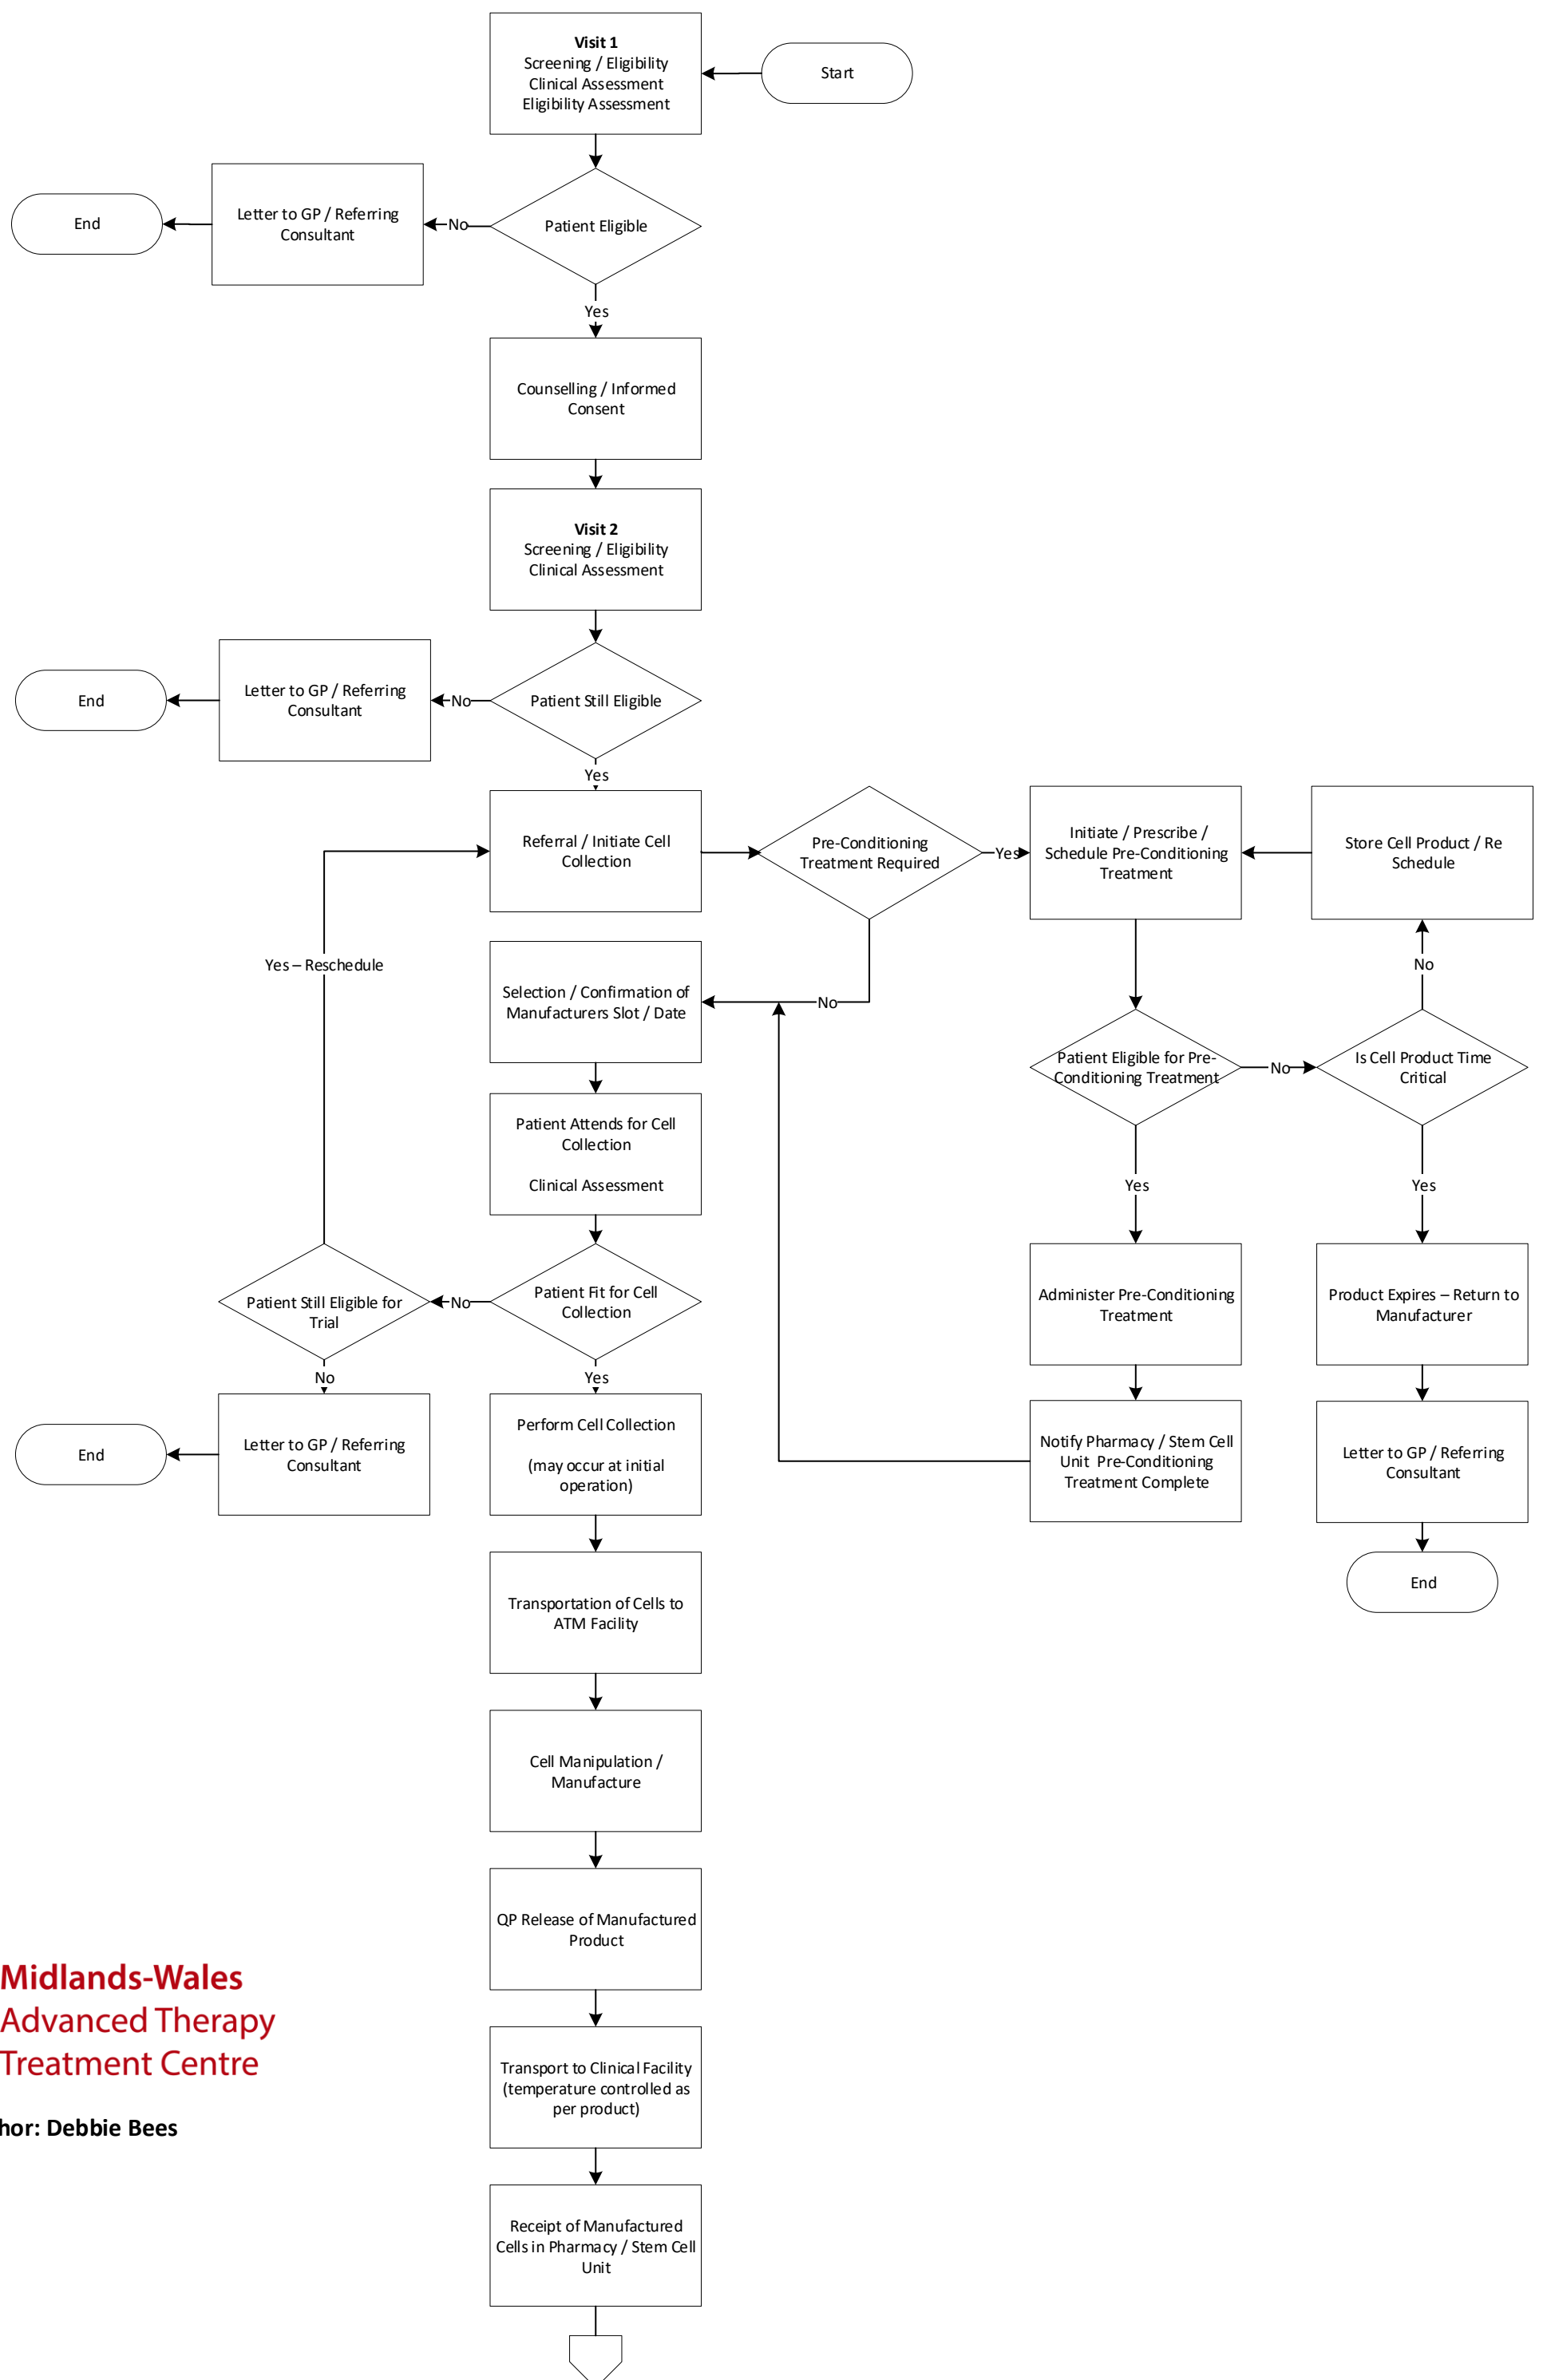 Visit 1
Screening / Eligibility
Clinical Assessment
Eligibility Assessment
Start
End
Letter to GP / Referring
Consultant
No
Patient Eligible
Yes
Counselling / Informed
Consent
Visit 2
Screening / Eligibility
Clinical Assessment
End
Letter to GP / Referring
Consultant
No
Patient Still Eligible
Yes
Referral / Initiate Cell
Collection
Pre-Conditioning
Treatment Required
Yes
Initiate / Prescribe /
Schedule Pre-Conditioning
Treatment
Store Cell Product / Re
Schedule
Yes – Reschedule
No
Selection / Confirmation of
Manufacturers Slot / Date
No
Patient Eligible for Pre-
Conditioning Treatment
No
Is Cell Product Time
Critical
Patient Attends for Cell
Collection
Clinical Assessment
Yes
Yes
Patient Still Eligible for
Trial
No
Patient Fit for Cell
Collection
Administer Pre-Conditioning
Treatment
Product Expires – Return to
Manufacturer
No
Yes
End
Letter to GP / Referring
Consultant
Perform Cell Collection
(may occur at initial
operation)
Notify Pharmacy / Stem Cell
Unit Pre-Conditioning
Treatment Complete
Letter to GP / Referring
Consultant
End
Transportation of Cells to
ATM Facility
Cell Manipulation /
Manufacture
QP Release of Manufactured
Product
Midlands-Wales
Advanced Therapy
Treatment Centre
Transport to Clinical Facility
(temperature controlled as
per product)
hor: Debbie Bees
Receipt of Manufactured
Cells in Pharmacy / Stem Cell
Unit